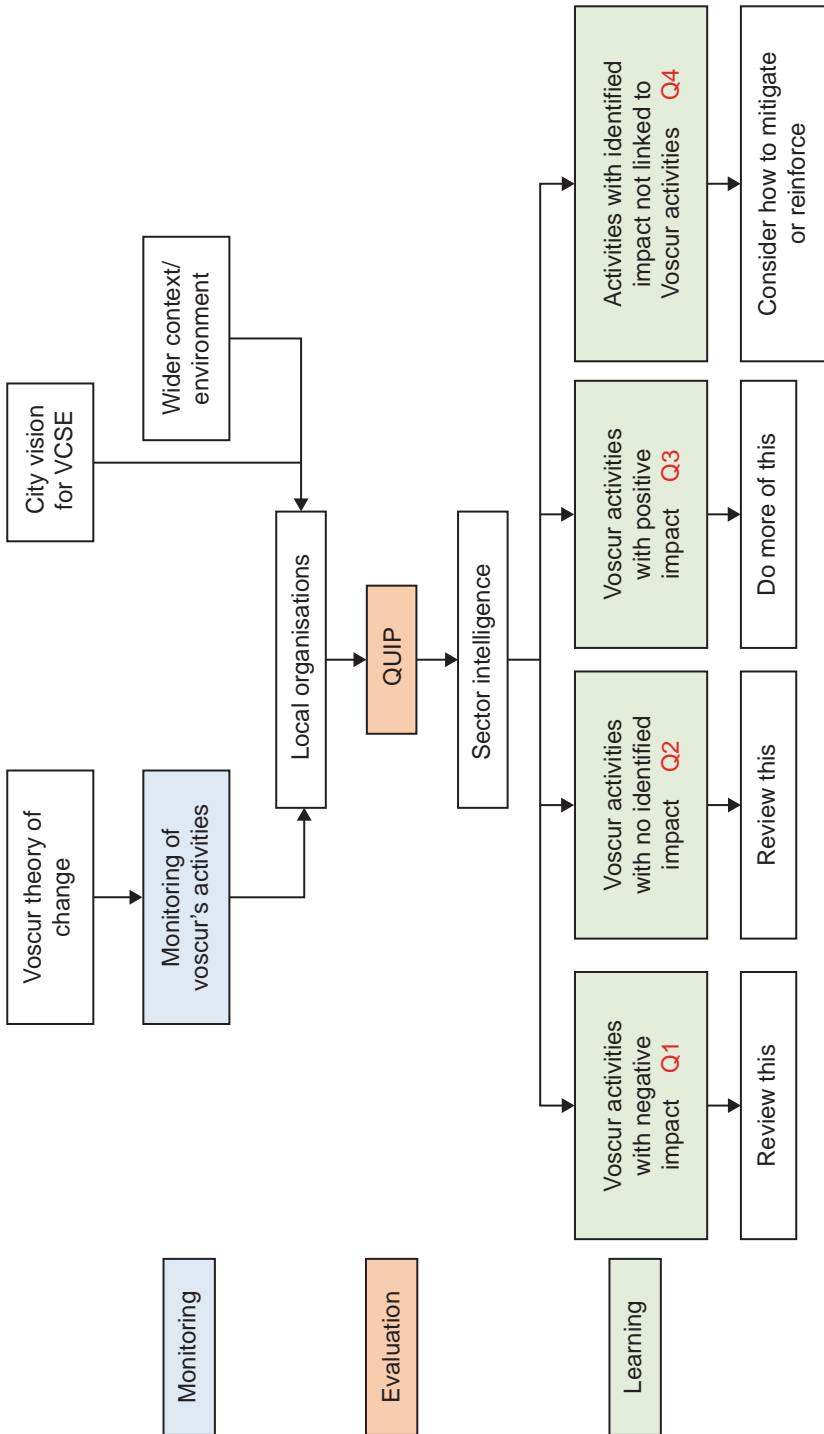 Voscur theory of
change
City vision
for VCSE
Monitoring
Monitoring of
voscur's activities
Wider context/
environment
Local organisations
Evaluation
QUIP
Sector intelligence
Learning
Voscur activities
with negative
impact Q1
Voscur activities
with no identified
impact Q2
Voscur activities
with positive
impact Q3
Activities with identified
impact not linked to
Voscur activities Q4
Review this
Review this
Do more of this
Consider how to mitigate
or reinforce